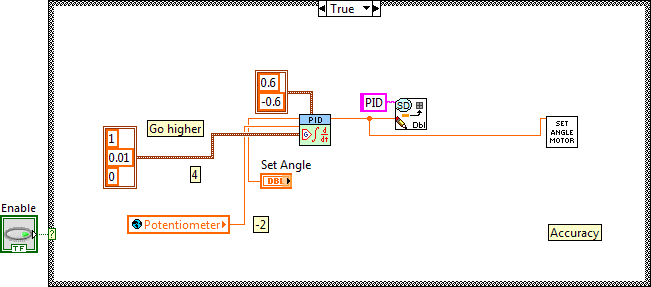 True
0.6
-0.6
PID
SD
Dbl
PID
d
dt
SET
ANGLE
MOTOR
Go higher
1
0.01
0
4
Set Angle
DBL
Enable
TF
?
Potentiometer
-2
Accuracy